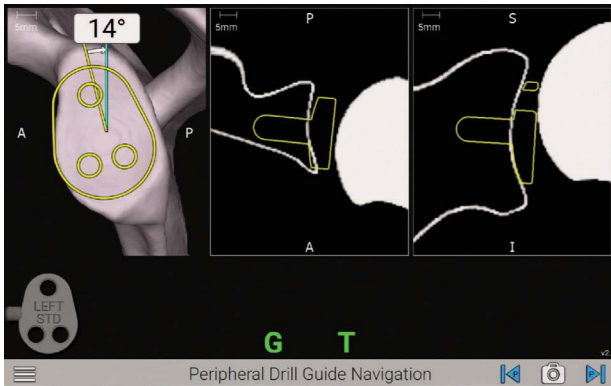 14°
5mm
A
P
5mm
P
A
5mm
S
I
LEFT
STD
G T
v2.
Peripheral Drill Guide Navigation
P
P